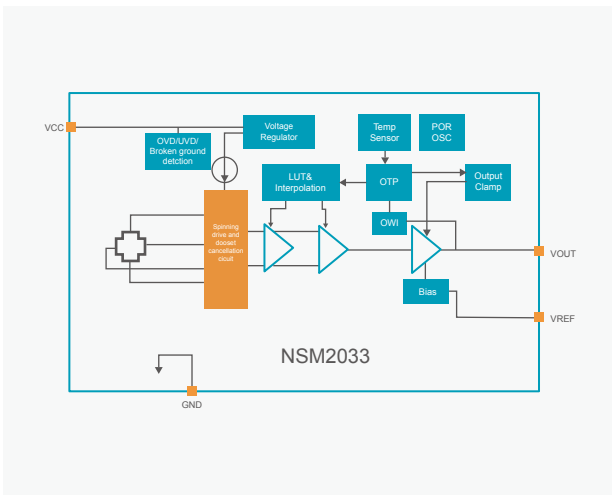 VCC
OVD/UVD/
Broken ground
detction
Voltage
Regulator
Temp
Sensor
POR
OSC
LUT&
Interpolation
OTP
Output
Clamp
OWI
Spinning
drive and
docoet
cancellation
cicuit
VOUT
Bias
VREF
NSM2033
GND